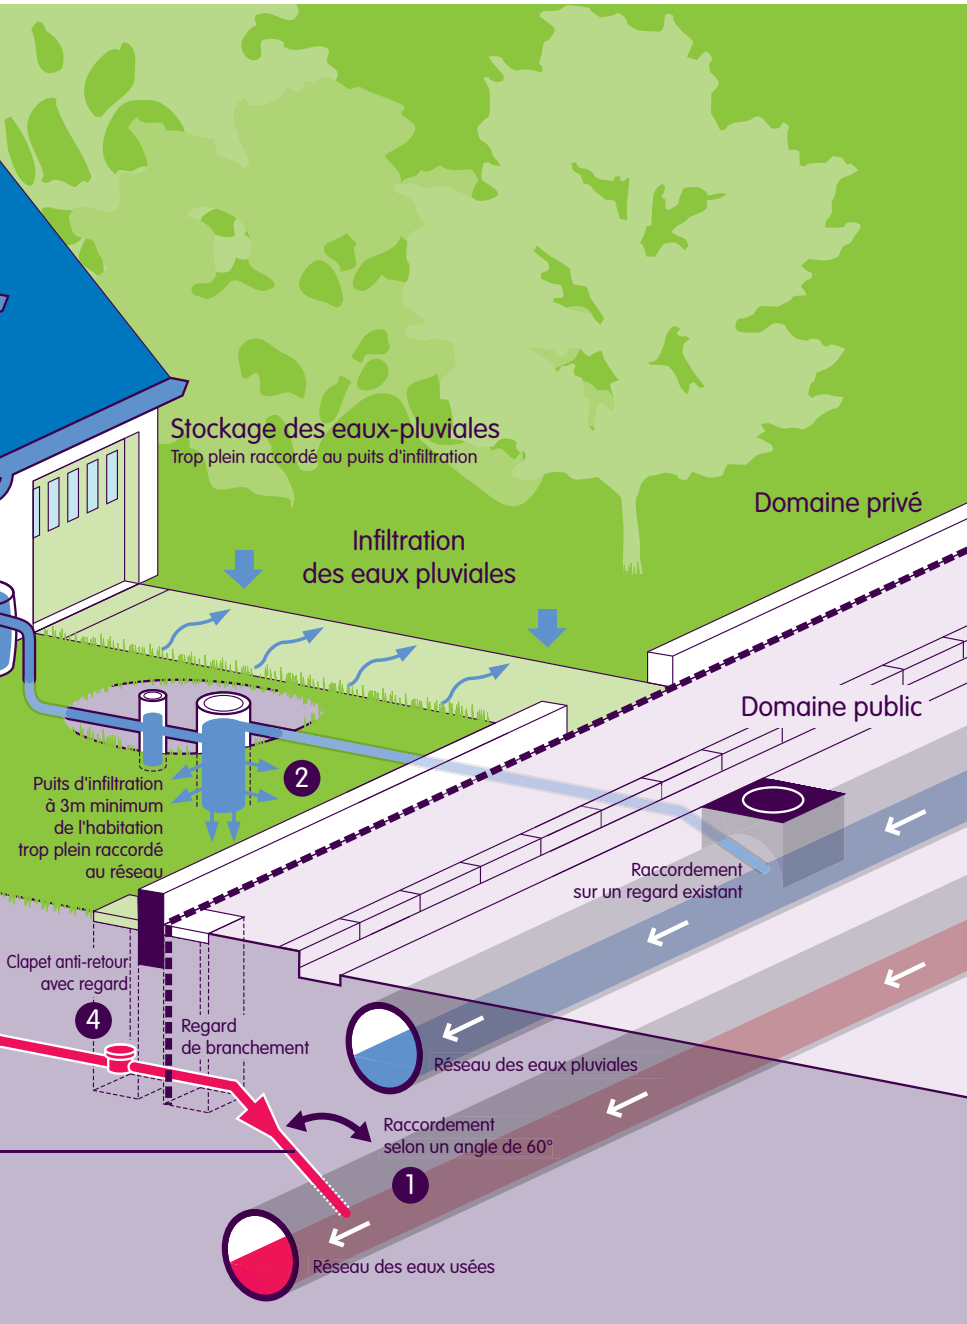 Stockage des eaux-pluviales
Trop plein raccordé au puits d'infiltration
Domaine privé
Infiltration
des eaux pluviales
Domaine public
2
Puits d'infiltration
à 3m minimum
de l'habitation
trop plein raccordé
au réseau
Raccordement
sur un regard existant
Clapet anti-retour
avec regard
4
Regard
de branchement
Réseau des eaux pluviales
Raccordement
selon un angle de 60°
1
Réseau des eaux usées